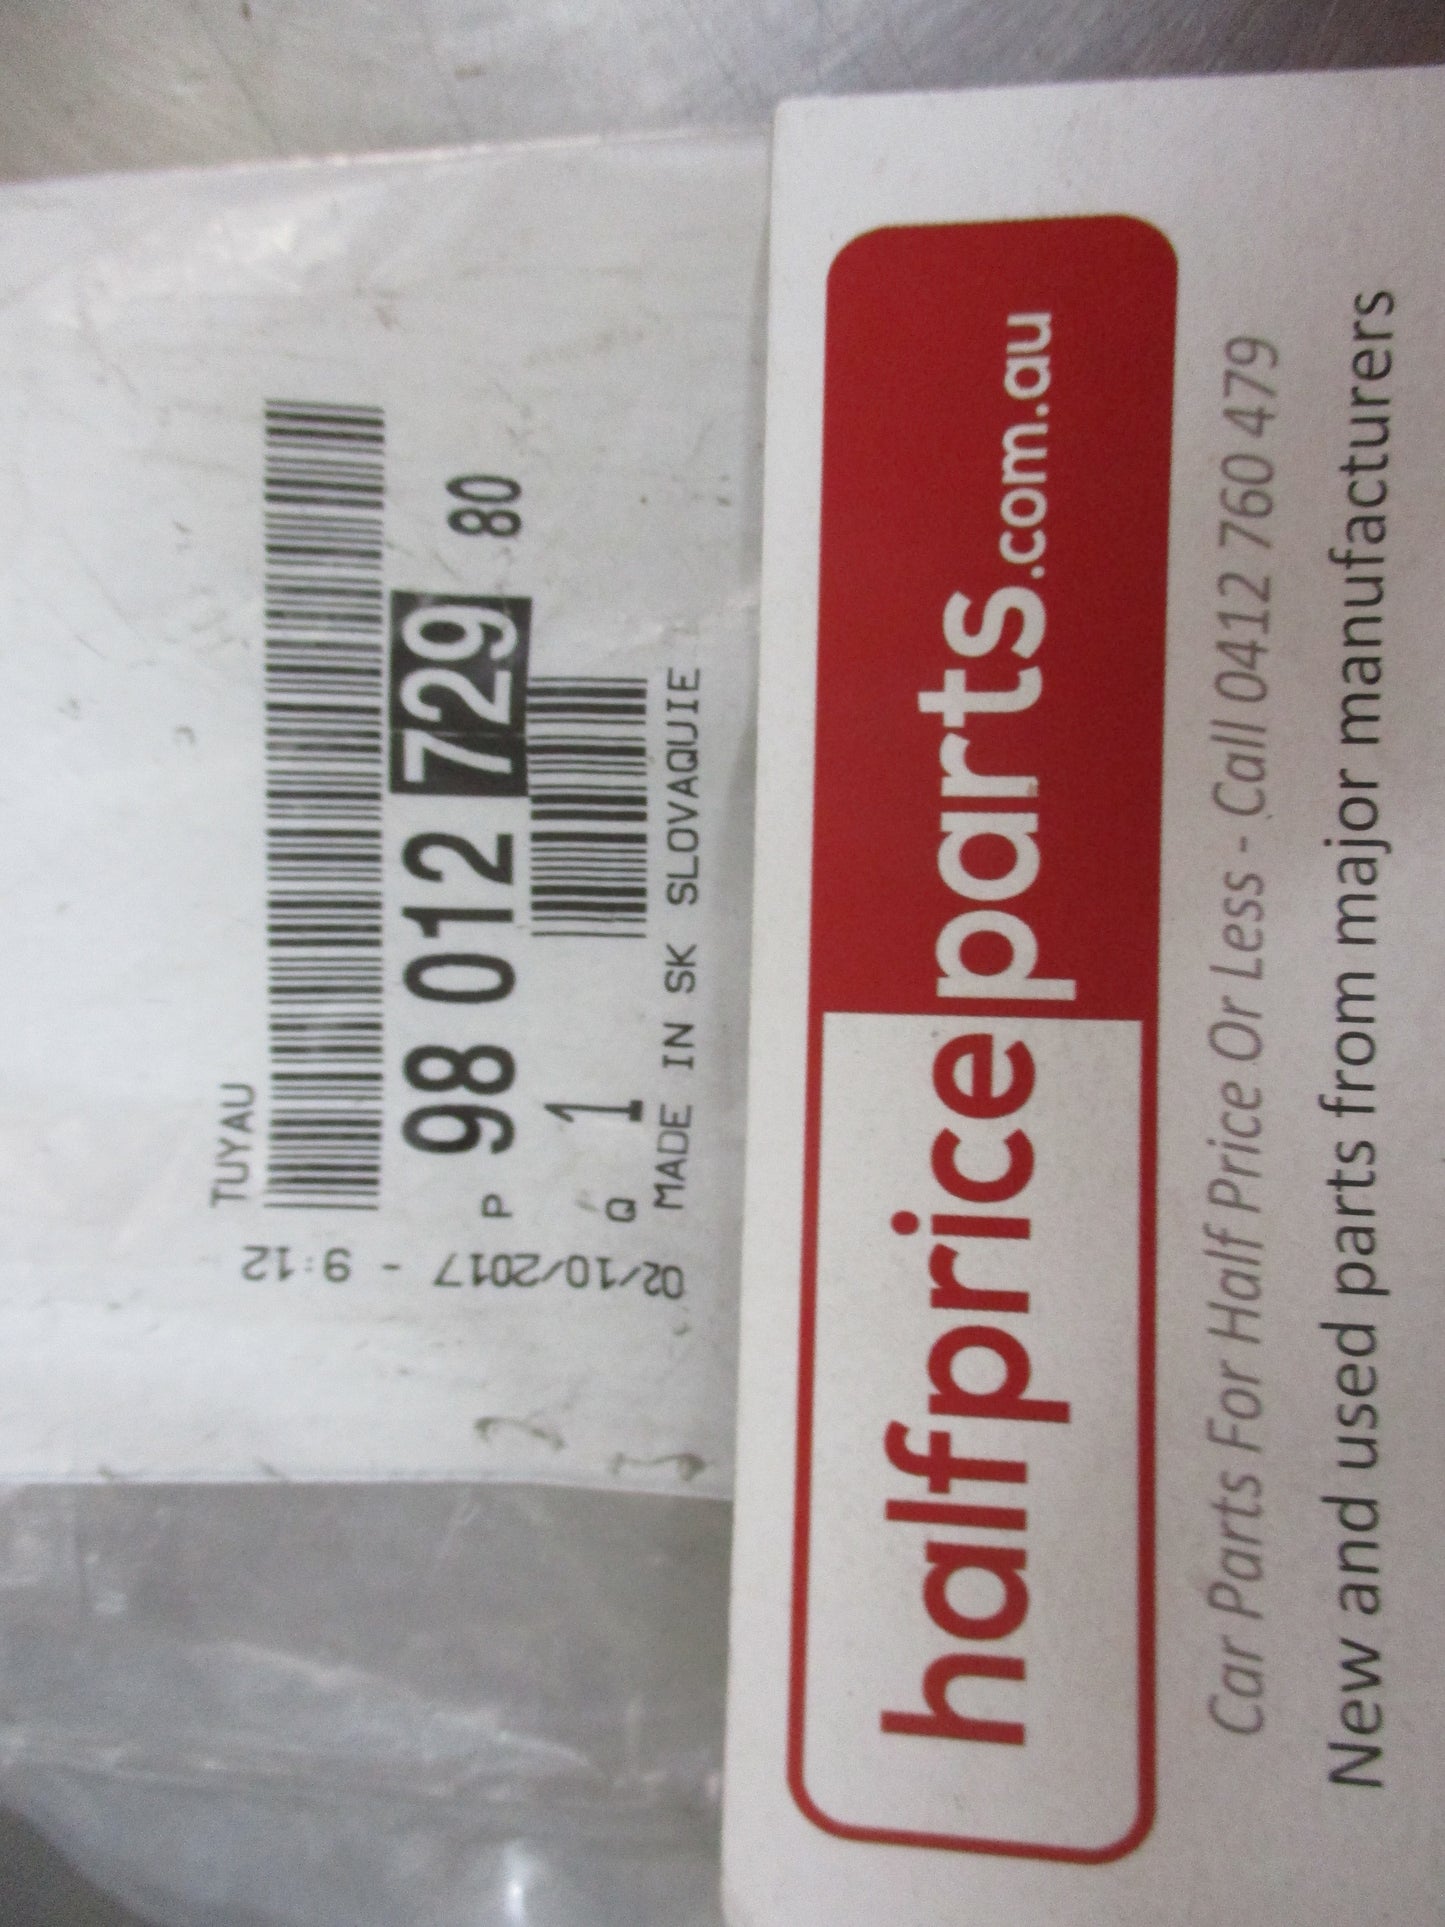 TUYAU
P 98 012 729 80
Q 1
MADE IN SK SLOVAQUIE
02/10/2017 - 9:12
halfpriceparts.com.au
Car Parts For Half Price Or Less - Call 0412 760 479
New and used parts from major manufacturers